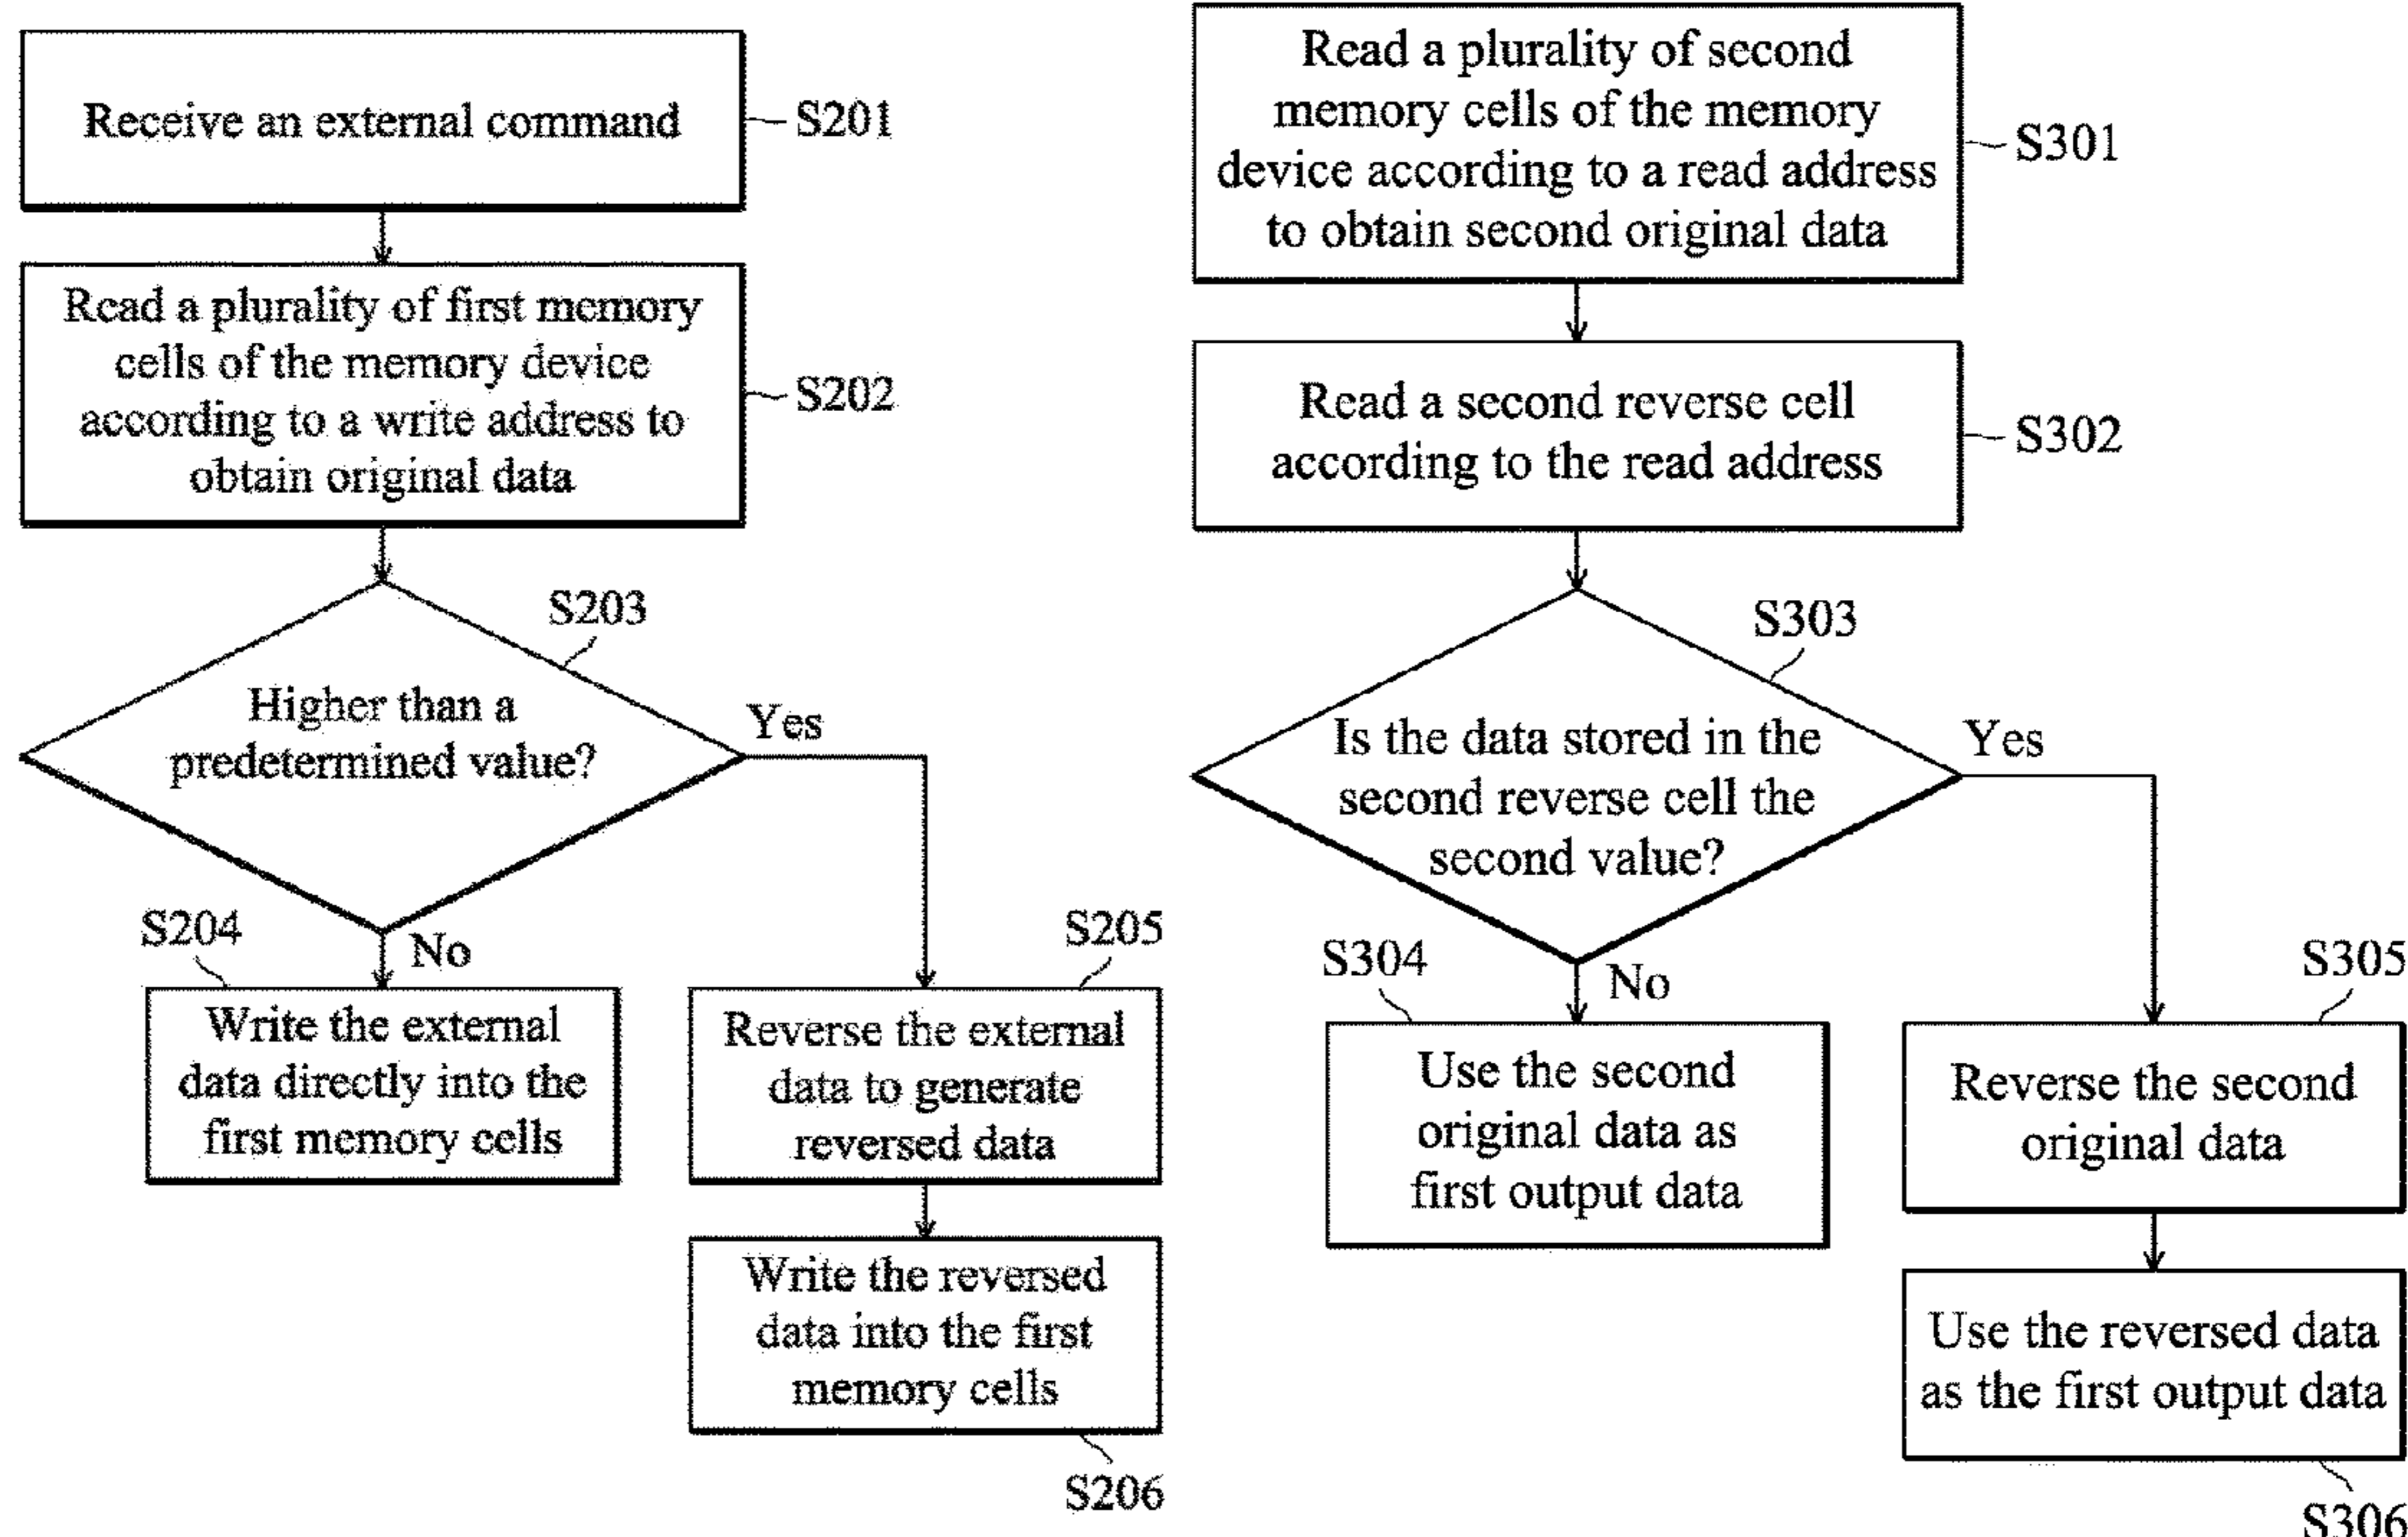 Receive an external command
S201
Read a plurality of first memory
cells of the memory device
according to a write address to
obtain original data
S202
S203
Higher than a
predetermined value?
Yes
No
S204
Write the external
data directly into the
first memory cells
S205
Reverse the external
data to generate
reversed data
Write the reversed
data into the first
memory cells
S206
Read a plurality of second
memory cells of the memory
device according to a read address
to obtain second original data
S301
Read a second reverse cell
according to the read address
S302
S303
Is the data stored in the
second reverse cell the
second value?
Yes
No
S304
Use the second
original data as
first output data
S305
Reverse the second
original data
Use the reversed data
as the first output data
S306